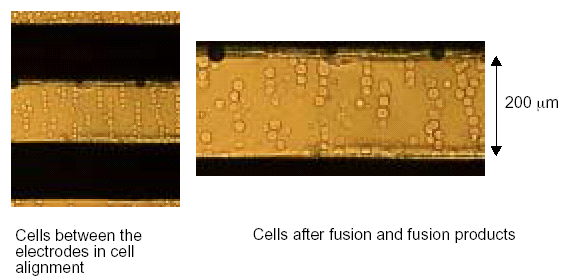 200 µm
Cells between the
electrodes in cell
alignment
Cells after fusion and fusion products